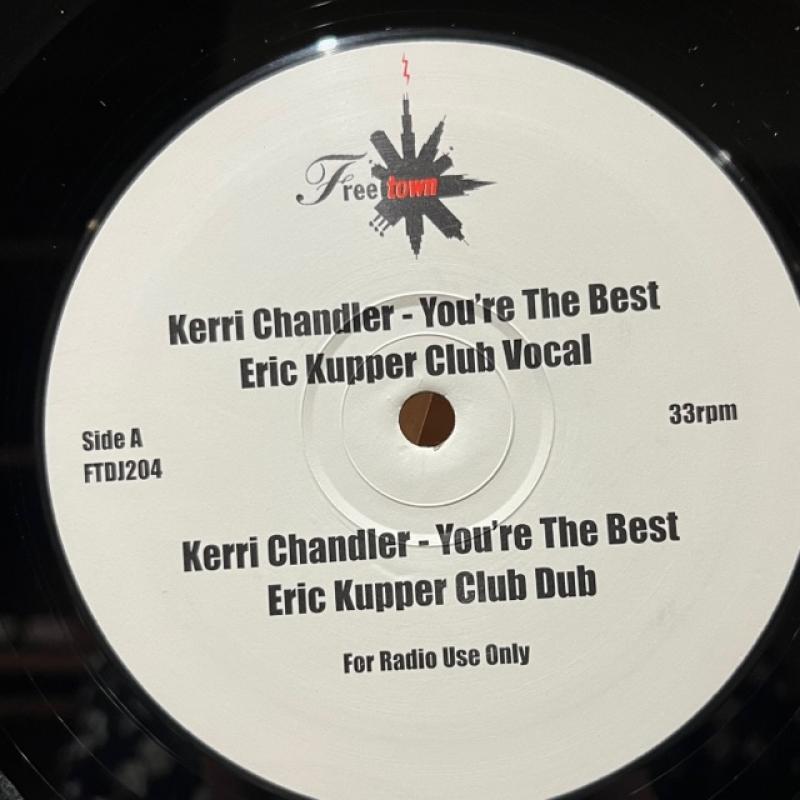 Free town
Kerri Chandler - You're The Best
Eric Kupper Club Vocal
Side A
FTDJ204
33rpm
Kerri Chandler - You're The Best
Eric Kupper Club Dub
For Radio Use Only